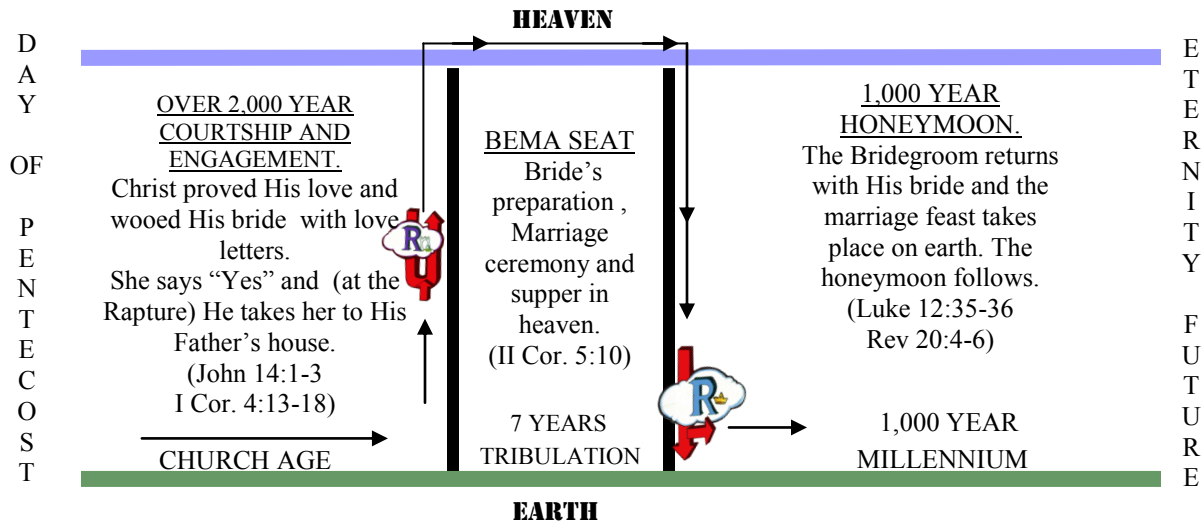 HEAVEN
DAY OF PENTECOST
OVER 2,000 YEAR
COURTSHIP AND
ENGAGEMENT.
Christ proved His love and
wooed His bride with love
letters.
She says “Yes” and (at the
Rapture) He takes her to His
Father’s house.
(John 14:1-3
I Cor. 4:13-18)
CHURCH AGE
R
BEMA SEAT
Bride’s
preparation ,
Marriage
ceremony and
supper in
heaven.
(II Cor. 5:10)
7 YEARS
TRIBULATION
R
1,000 YEAR
HONEYMOON.
The Bridegroom returns
with His bride and the
marriage feast takes
place on earth. The
honeymoon follows.
(Luke 12:35-36
Rev 20:4-6)
1,000 YEAR
MILLENNIUM
ETERNITY FUTURE
EARTH